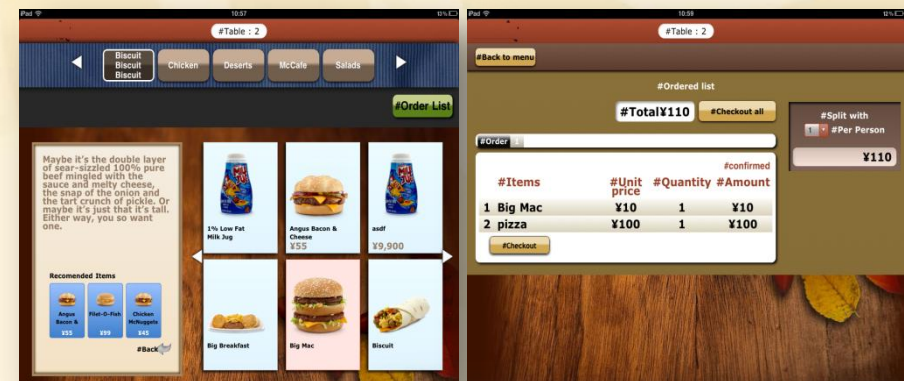 iPad
10:57
12%
#Table : 2
Biscuit
Biscuit
Biscuit
Chicken
Deserts
McCafe
Salads
#Order List
Maybe it's the double layer
of sear-sizzled 100% pure
beef mingled with the
sauce and melty cheese,
the snap of the onion and
the tart crunch of pickle. Or
maybe it's just that it's tall.
Either way, you so want
one.
Recomended Items
Angus
Bacon &
¥55
Filet-O-Fish
¥99
Chicken
McNuggets
¥45
#Back
1% Low Fat
Milk Jug
Angus Bacon &
Cheese
¥55
asdf
¥9,900
Big Breakfast
Big Mac
Biscuit
iPad
10:59
12%
#Table : 2
#Back to menu
#Ordered list
#Total¥110
#Checkout all
#Split with
1 #Per Person
¥110
#Order 1
#confirmed
#Items #Unit price #Quantity #Amount
1 Big Mac ¥10 1 ¥10
2 pizza ¥100 1 ¥100
#Checkout